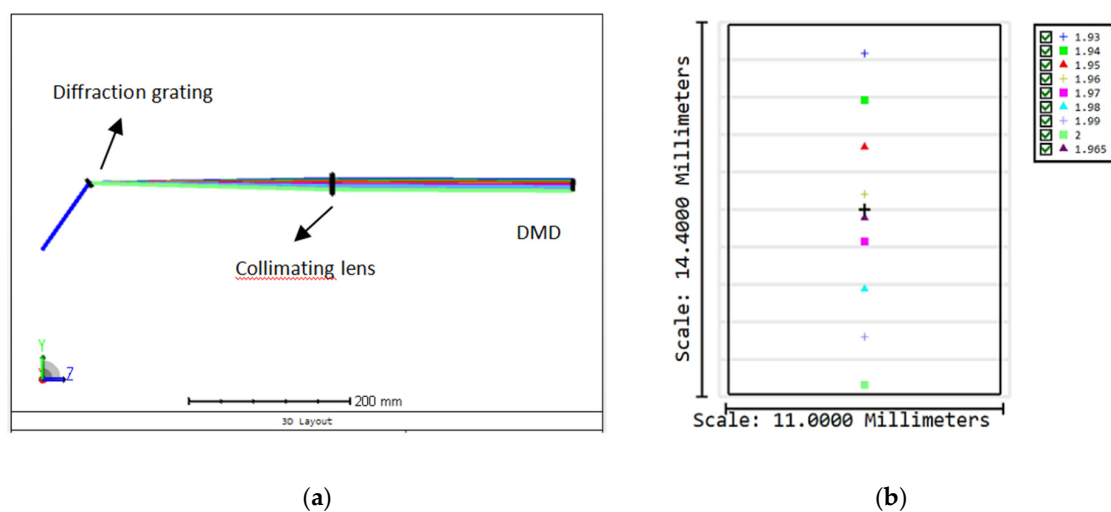 Diffraction grating
DMD
Collimating lens
Y
Z
200 mm
3D Layout
Scale: 14.4000 Millimeters
Scale: 11.0000 Millimeters
1.93
1.94
1.95
1.96
1.97
1.98
1.99
2
1.965
(a)
(b)